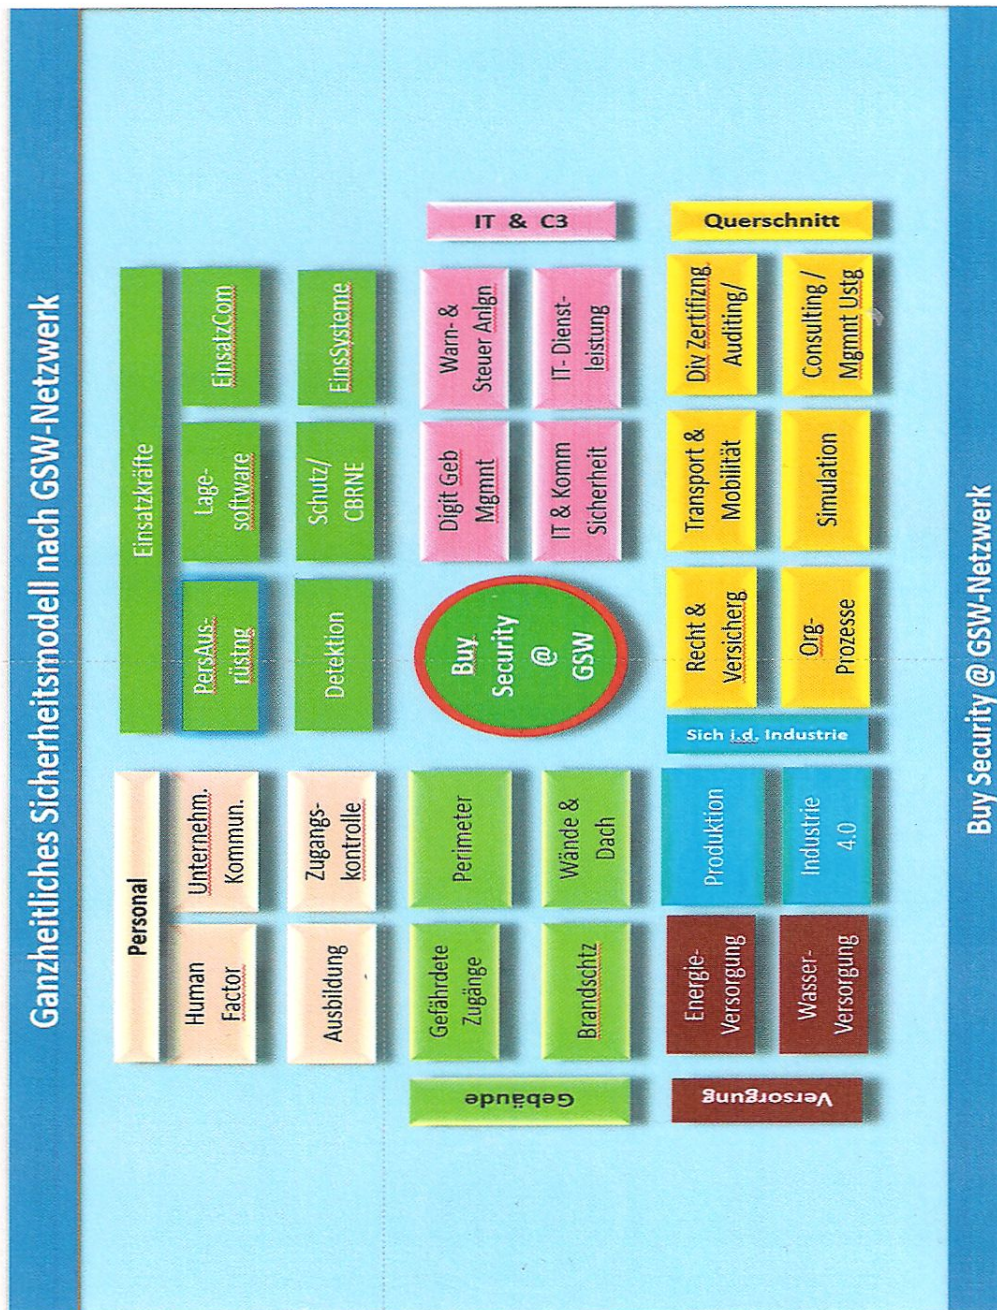 Ganzheitliches Sicherheitsmodell nach GSW-Netzwerk
Personal
Human
Factor
Unternehm.
Kommun.
Ausbildung
Zugangs-
kontrolle
Einsatzkräfte
PersAus-
rüstng
Lage-
software
EinsatzCom
Detektion
Schutz/
CBRNE
EinsSysteme
Gebäude
Gefährdete
Zugänge
Perimeter
Brandschtz
Wände &
Dach
Buy
Security
@
GSW
Digit Geb
Mgmnt
Warn- &
Steuer Anlgn
IT & Komm
Sicherheit
IT- Dienst-
leistung
IT & C3
Versorgung
Energie-
Versorgung
Wasser-
Versorgung
Produktion
Industrie
4.0
Sich i.d. Industrie
Recht &
Versicherg
Transport &
Mobilität
Div Zertifizng
Auditing/
Org-
Prozesse
Simulation
Consulting /
Mgmnt Ustg
Querschnitt
Buy Security @ GSW-Netzwerk